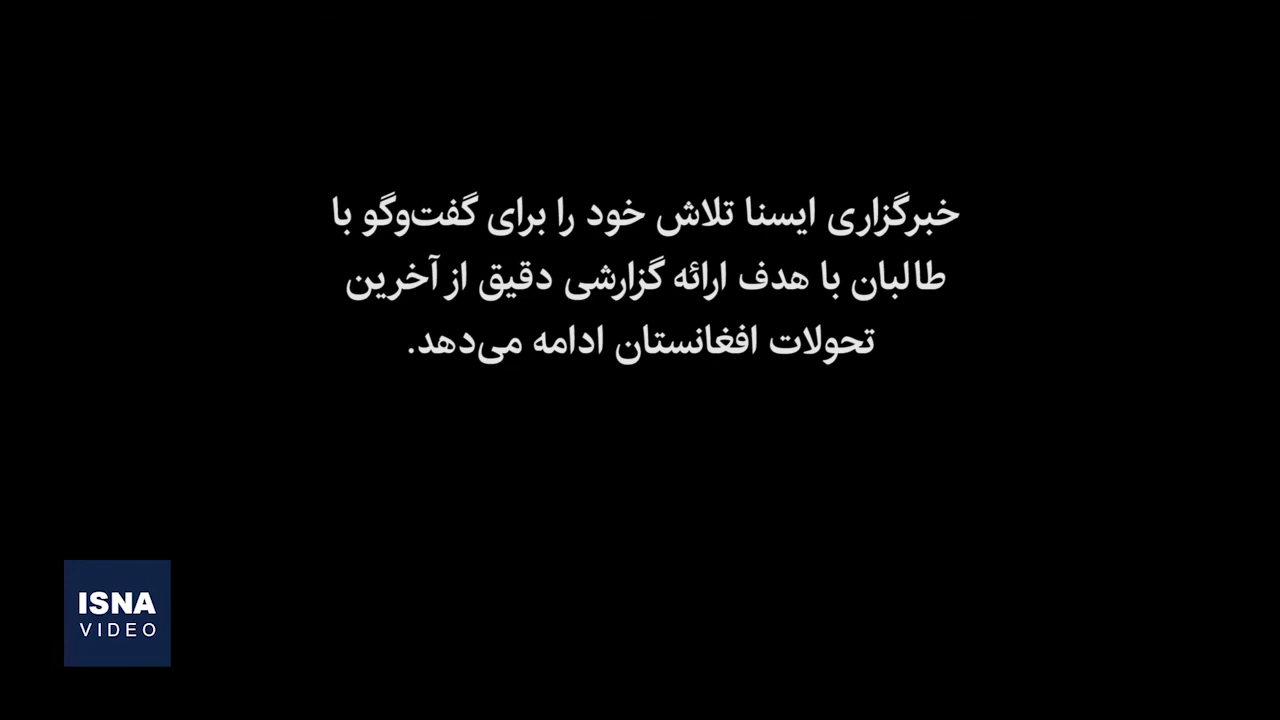 خبرگزاری ایسنا تلاش خود را برای گفت‌وگو با
طالبان با هدف ارائه گزارشی دقیق از آخرین
تحولات افغانستان ادامه می‌دهد.
ISNA
VIDEO